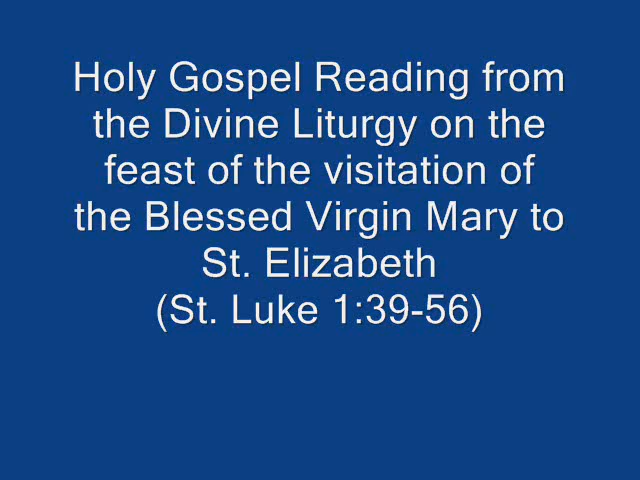 Holy Gospel Reading from
the Divine Liturgy on the
feast of the visitation of
the Blessed Virgin Mary to
St. Elizabeth
(St. Luke 1:39-56)